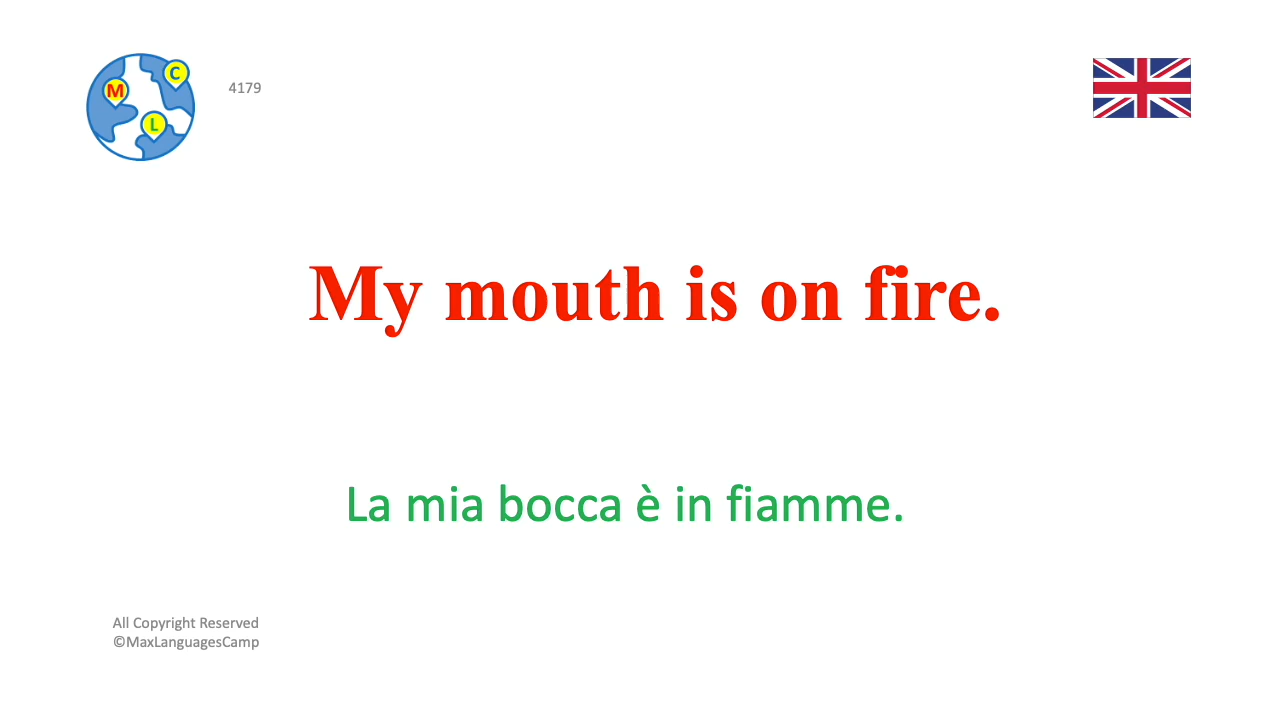 M
C
L
4179
My mouth is on fire.
La mia bocca è in fiamme.
All Copyright Reserved
©MaxLanguagesCamp